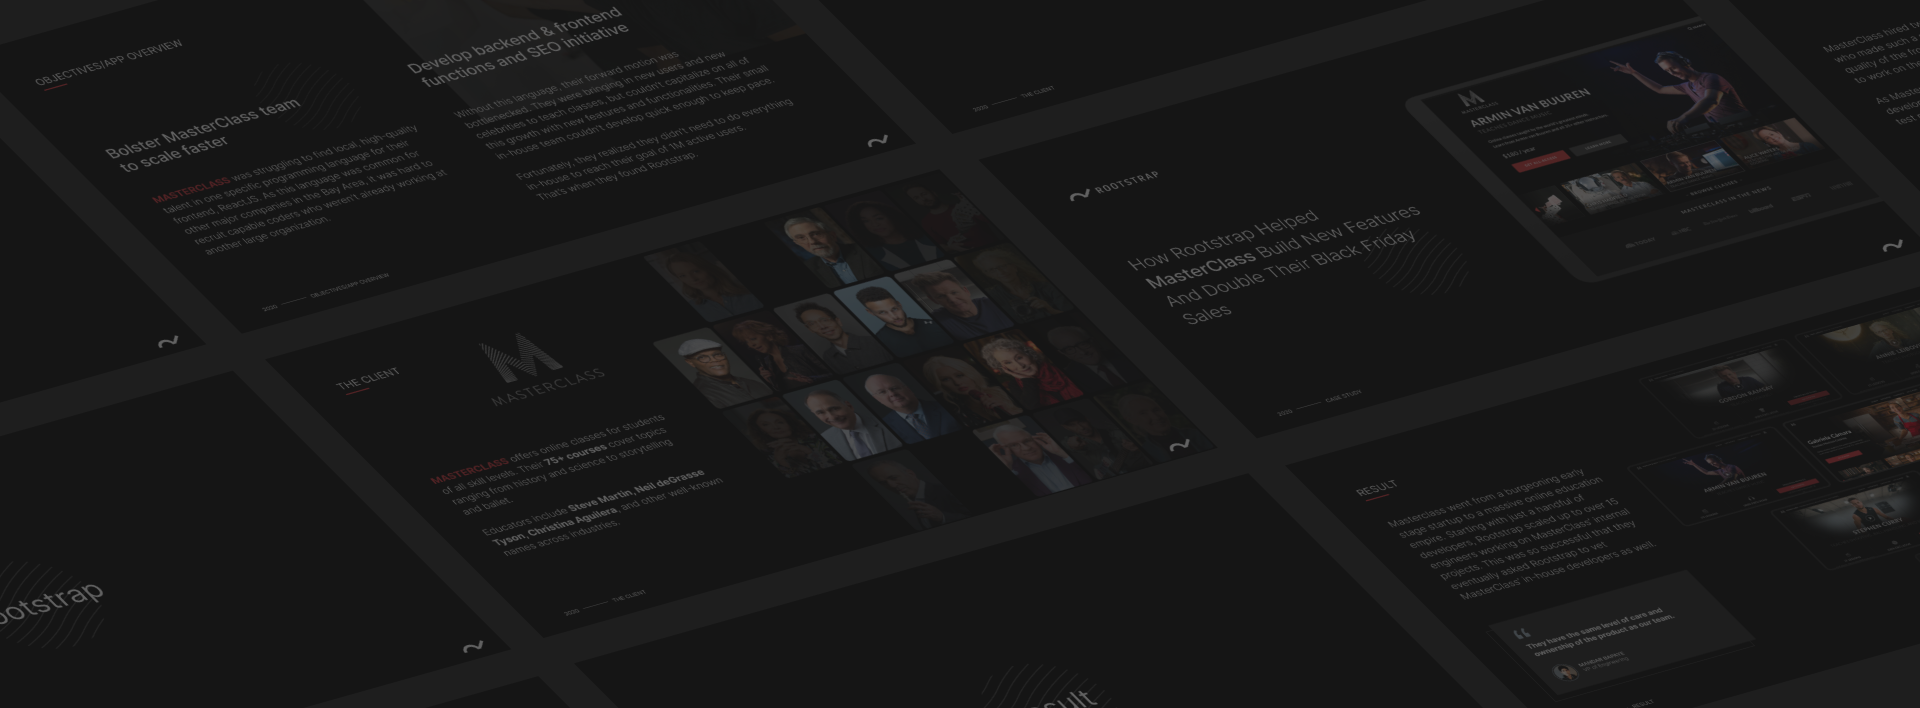 OBJECTIVES/APP OVERVIEW
Bolster MasterClass team
to scale faster
MASTERCLASS was struggling to find local, high-quality
talent in one specific programming language for their
frontend, ReactJS. As this language was common for
other major companies in the Bay Area, it was hard to
recruit capable coders who weren't already working at
another large organization.
2020
OBJECTIVES/APP OVERVIEW
Develop backend & frontend
functions and SEO initiative
Without this language, their forward motion was
bottlenecked. They were bringing in new users and new
celebrities to teach classes, but couldn't capitalize on all of
this growth with new features and functionalities. Their small
in-house team couldn't develop quick enough to keep pace.
Fortunately, they realized they didn't need to do everything
in-house to reach their goal of 1M active users.
That's when they found Rootstrap.
2020
THE CLIENT
ROOTSTRAP
How Rootstrap Helped
MasterClass Build New Features
And Double Their Black Friday
Sales
2020
CASE STUDY
ARMIN VAN BUUREN
$180/year
BROWSE CLASSES
MASTERCLASS IN THE NEWS
MasterClass hired
who made such a
quality of the
to work on the
THE CLIENT
MASTERCLASS
MASTERCLASS offers online classes for students
of all skill levels. Their 75+ courses cover topics
ranging from history and science to storytelling
and ballet.
Educators include Steve Martin, Neil deGrasse
Tyson, Christina Aguilera, and other well-known
names across industries.
2020
THE CLIENT
RESULT
Masterclass went from a burgeoning early
stage startup to a massive online education
empire. Starting with just a handful of
developers, Rootstrap scaled up to over 15
engineers working on MasterClass' internal
projects. This was so successful that they
eventually asked Rootstrap to vet
MasterClass' in-house developers as well.
They have the same level of care and
ownership of the product as our team.
VP of Engineering
RESULT
GORDON RAMSAY
ANNIE
ARMIN VAN BUUREN
Gabriela Cámara
STEPHEN CURRY
ootstrap
sult